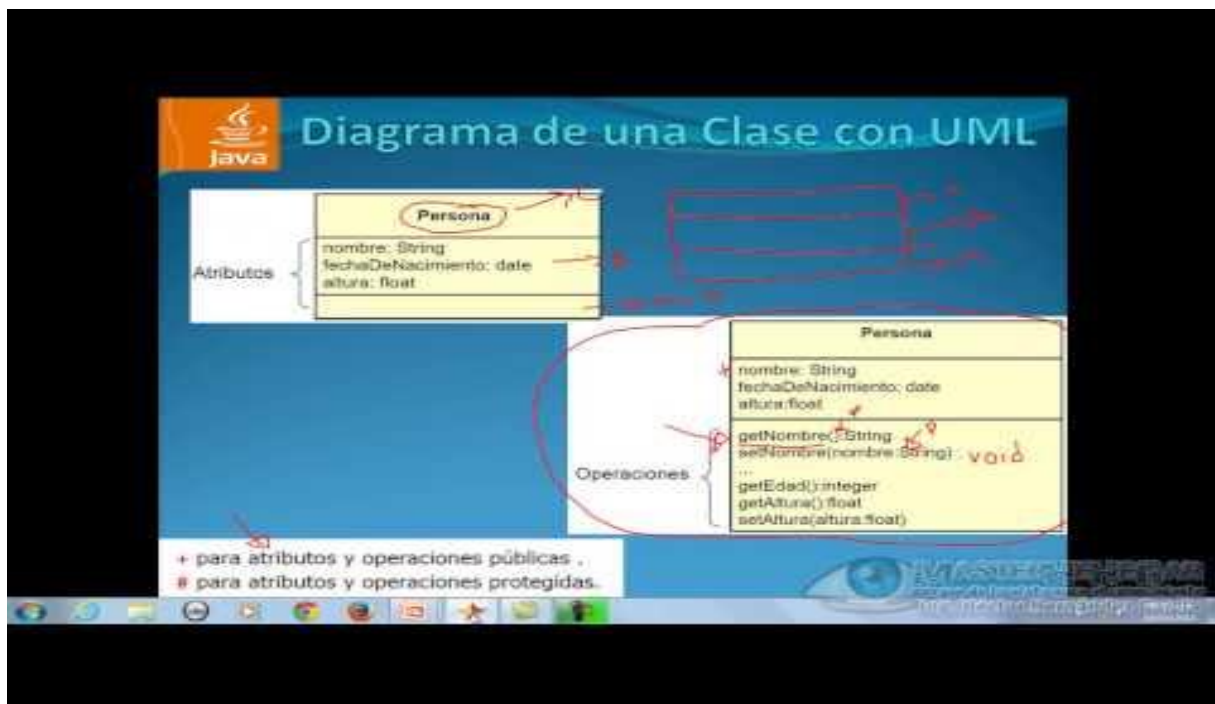 Java
Diagrama de una Clase con UML
Persona
Atributos
nombre: String
fechaDeNacimiento: date
altura: float
Persona
nombre: String
fechaDeNacimiento: date
altura:float
Operaciones
getNombre():String
setNombre(nombre:String) void
...
getEdad():integer
getAltura():float
setAltura(altura:float)
+ para atributos y operaciones públicas .
# para atributos y operaciones protegidas.